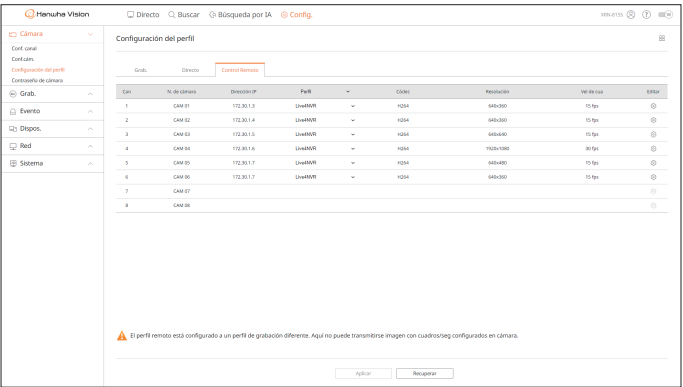 Hanwha Vision
Directo Buscar Búsqueda por IA Config.
Cámara
Conf. canal
Conf.cám.
Configuración del perfil
Contraseña de cámara
Grab.
Evento
Dispos.
Red
Sistema
Configuración del perfil
Grab. Directo Control Remoto
Can N. de cámara Dirección IP Perfil Códec Resolución Vel de cua Editar
1 CAM 01 172.30.1.3 Live4NVR H264 640x360 15 fps
2 CAM 02 172.30.1.4 Live4NVR H264 640x360 15 fps
3 CAM 03 172.30.1.5 Live4NVR H264 640x640 15 fps
4 CAM 04 172.30.1.6 Live4NVR H264 1920x1080 30 fps
5 CAM 05 172.30.1.7 Live4NVR H264 640x480 15 fps
6 CAM 06 172.30.1.7 Live4NVR H264 640x360 15 fps
7 CAM 07
8 CAM 08
El perfil remoto está configurado a un perfil de grabación diferente. Aquí no puede transmitirse imagen con cuadros/seg configurados en cámara.
Aplicar Recuperar